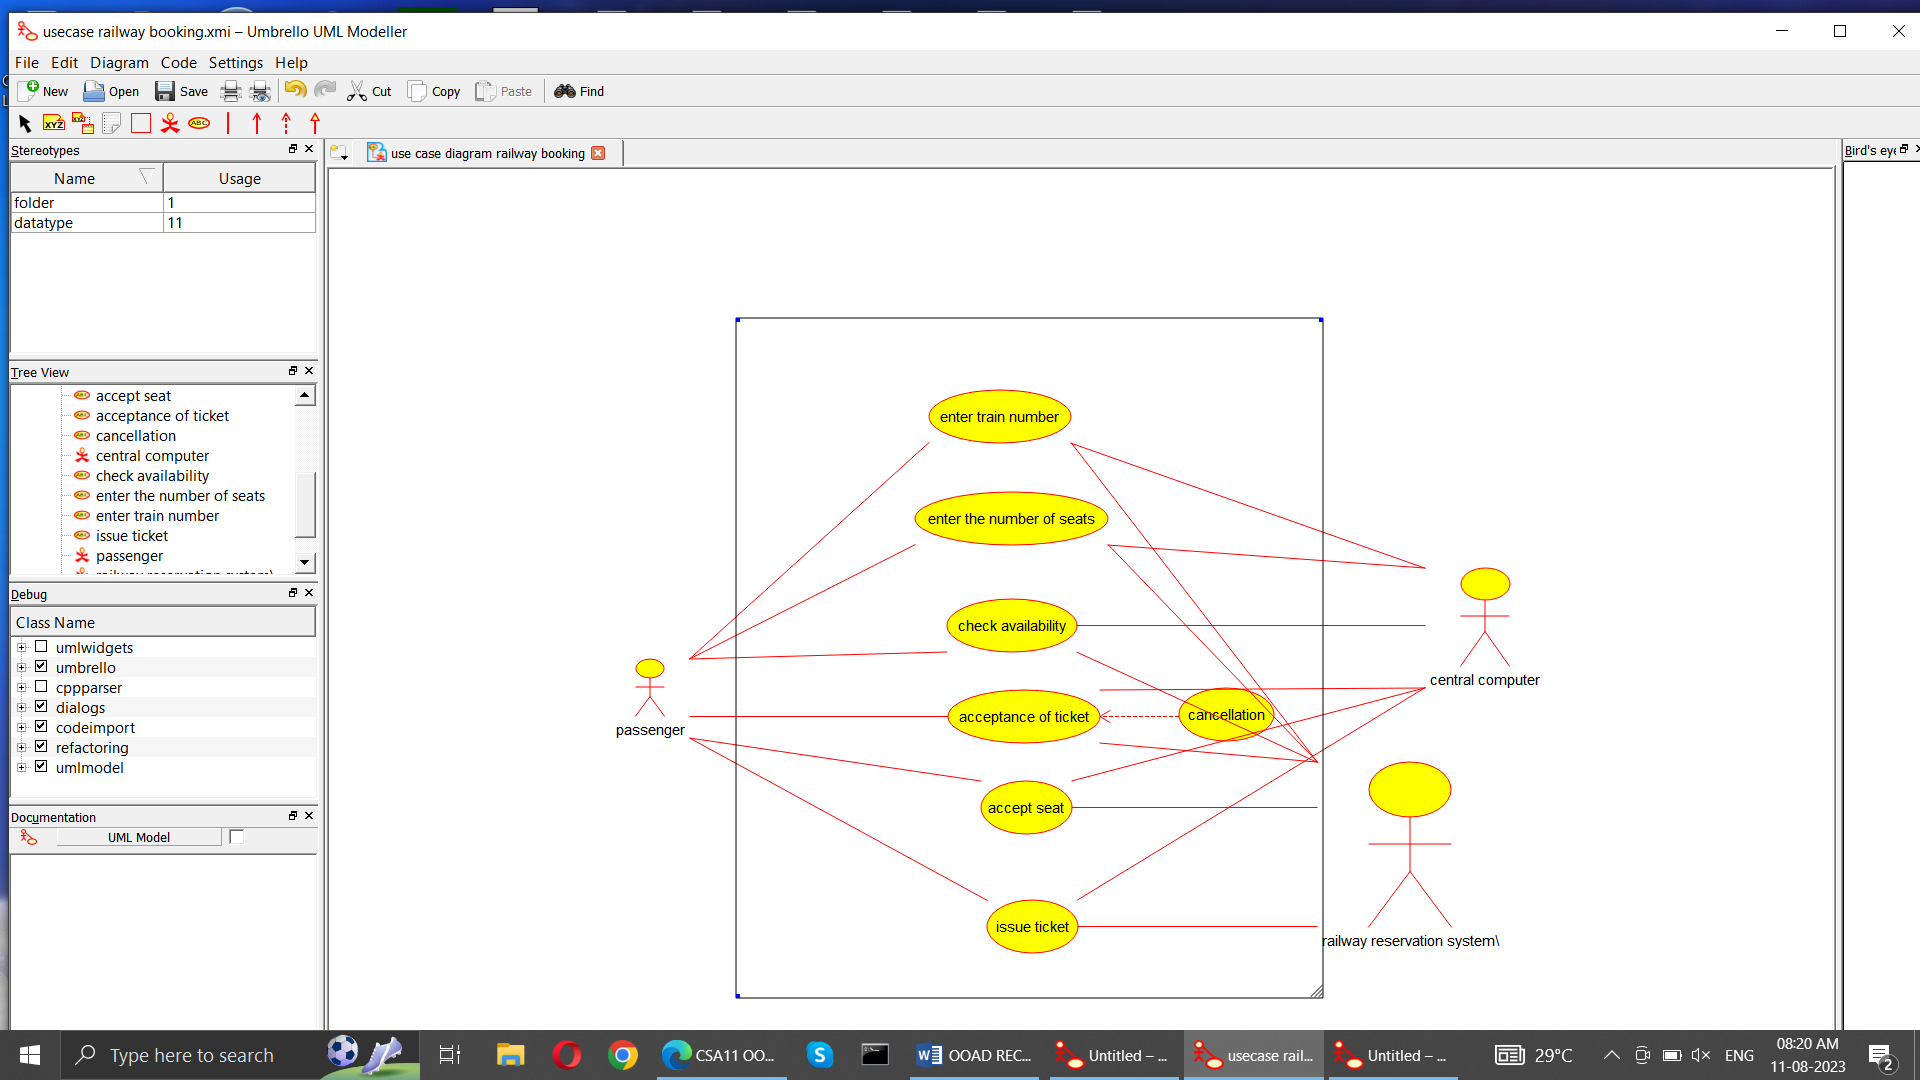 usecase railway booking.xmi – Umbrello UML Modeller
File Edit Diagram Code Settings Help
New Open Save Cut Copy Paste Find
XYZ XYZ ABC
Stereotypes
use case diagram railway booking
Bird's eye
Name Usage
folder 1
datatype 11
Tree View
accept seat
acceptance of ticket
cancellation
central computer
check availability
enter the number of seats
enter train number
issue ticket
passenger
railway reservation system\
Debug
Class Name
umlwidgets
umbrello
cppparser
dialogs
codeimport
refactoring
umlmodel
Documentation
UML Model
enter train number
enter the number of seats
check availability
central computer
passenger
acceptance of ticket
cancellation
accept seat
issue ticket
railway reservation system\
Type here to search
CSA11 OO...
OOAD REC...
Untitled – ...
usecase rail...
Untitled – ...
29°C
ENG
08:20 AM
11-08-2023
2